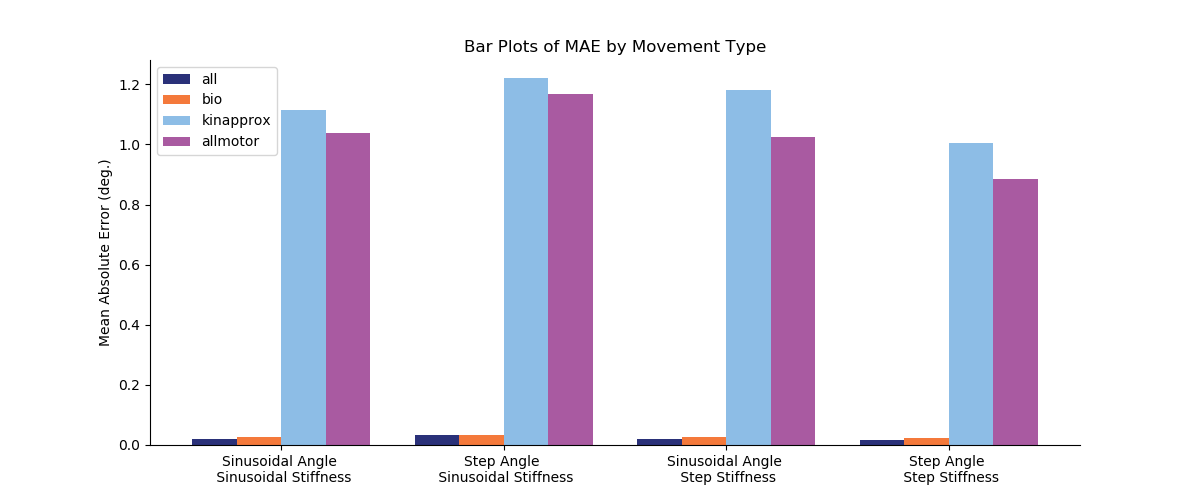 Bar Plots of MAE by Movement Type
all
bio
kinapprox
allmotor
Mean Absolute Error (deg.)
1.2
1.0
0.8
0.6
0.4
0.2
0.0
Sinusoidal Angle
Sinusoidal Stiffness
Step Angle
Sinusoidal Stiffness
Sinusoidal Angle
Step Stiffness
Step Angle
Step Stiffness